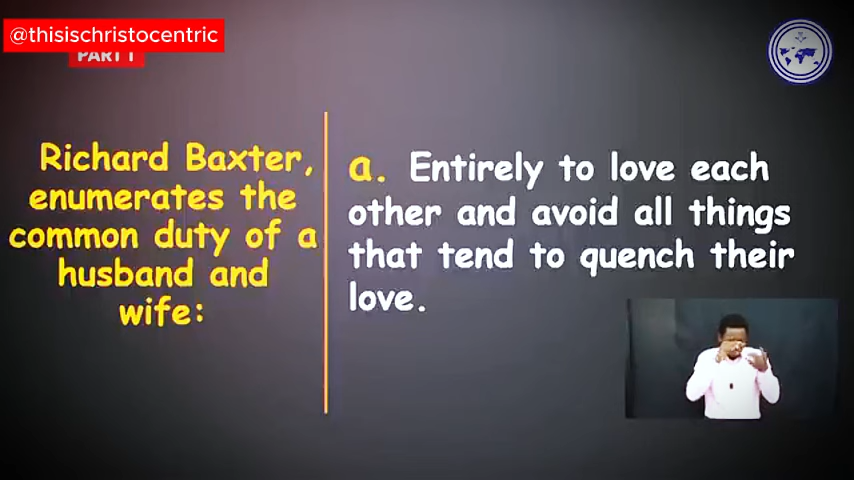 @thisischristocentric
PART 1
Richard Baxter,
enumerates the
common duty of a
husband and
wife:
a. Entirely to love each
other and avoid all things
that tend to quench their
love.